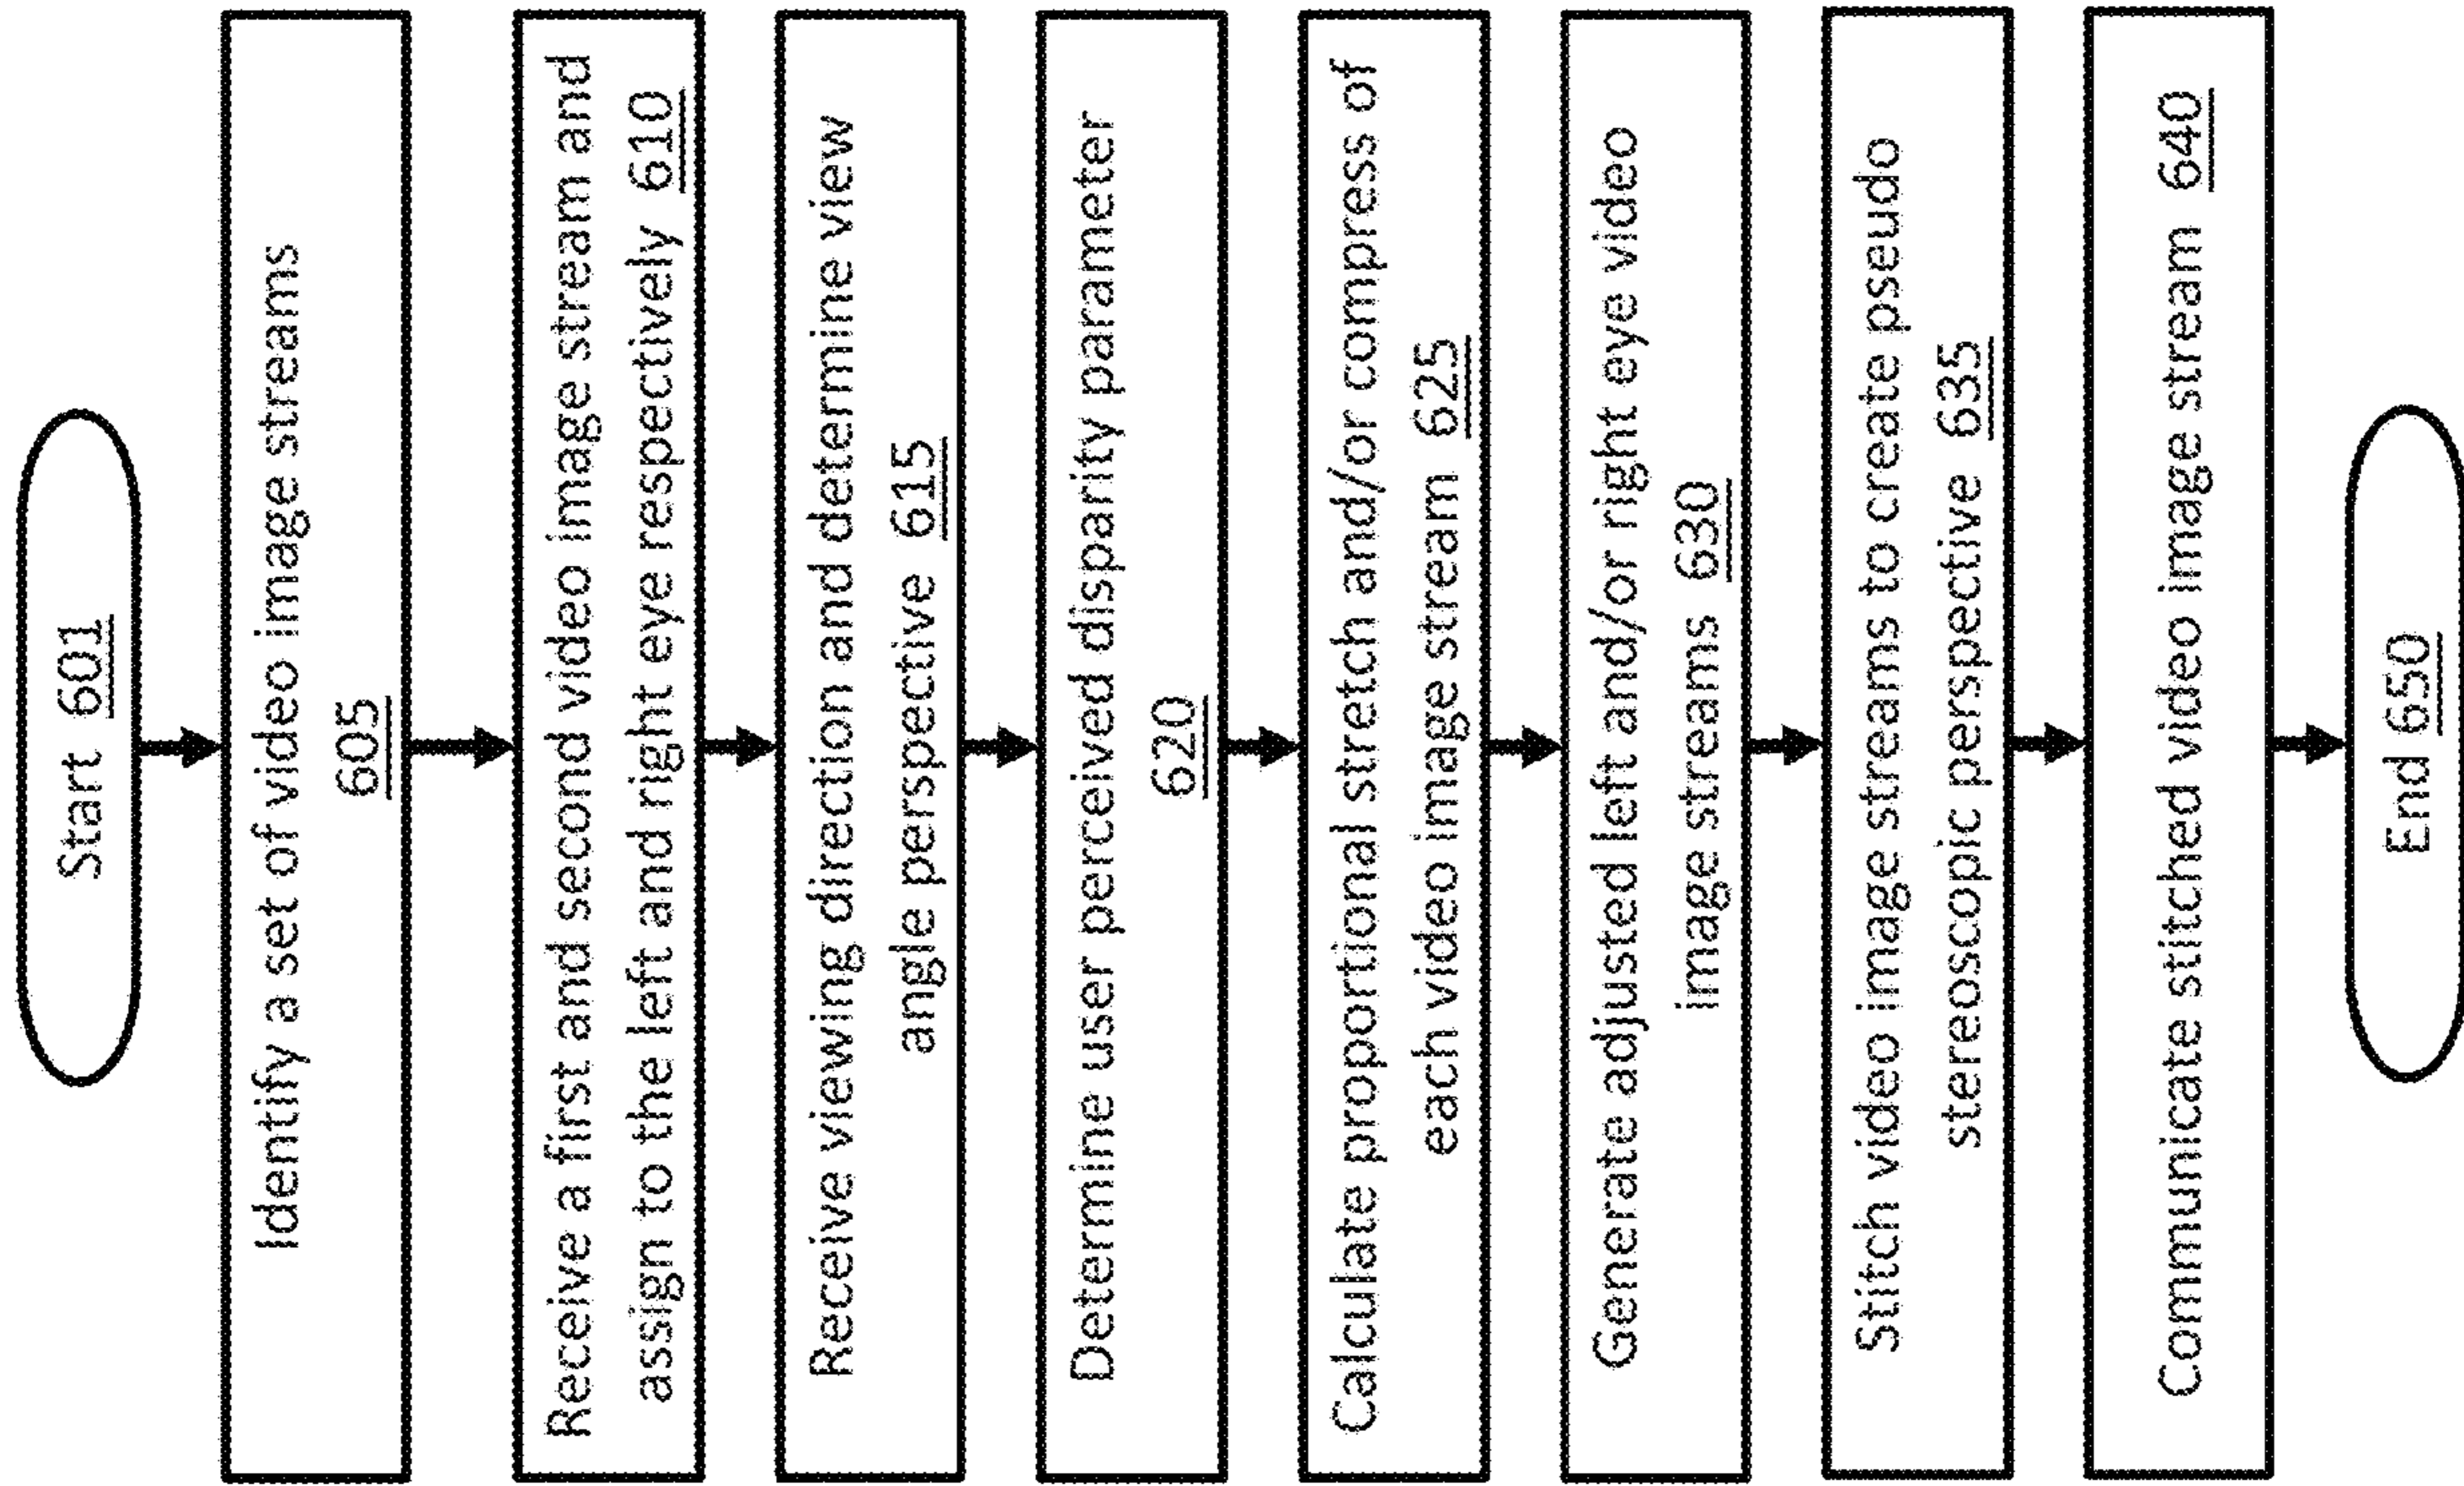 Start 601
Identify a set of video image streams
605
Receive a first and second video image stream and
assign to the left and right eye respectively 610
Receive viewing direction and determine view
angle perspective 615
Determine user perceived disparity parameter
620
Calculate proportional stretch and/or compress of
each video image stream 625
Generate adjusted left and/or right eye video
image streams 630
Stitch video image streams to create pseudo
stereoscopic perspective 635
Communicate stitched video image stream 640
End 650